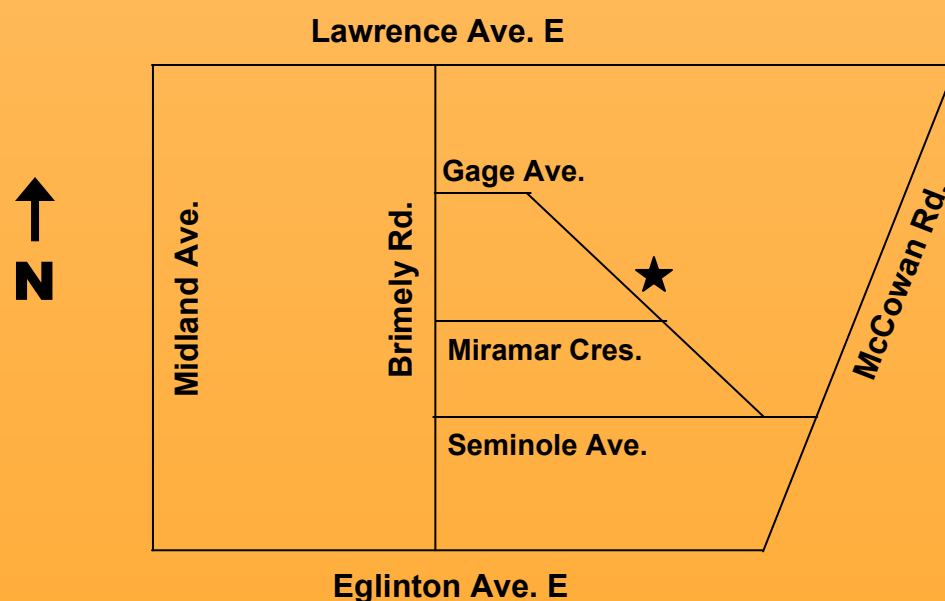 Lawrence Ave. E
Gage Ave.
N
Midland Ave.
Brimely Rd.
McCowan Rd.
Miramar Cres.
Seminole Ave.
Eglinton Ave. E